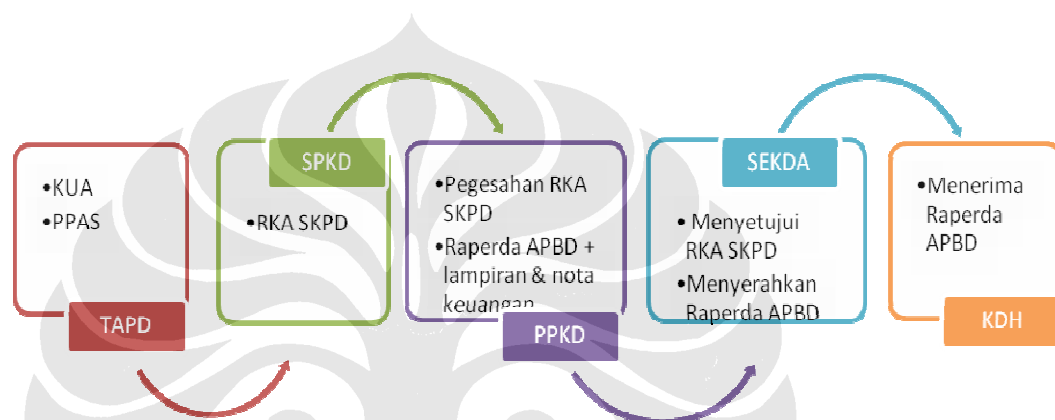 •KUA
•PPAS
TAPD
SPKD
•RKA SKPD
•Pegesahan RKA
SKPD
•Raperda APBD +
lampiran & nota
keuangan
PPKD
SEKDA
• Menyetujui
RKA SKPD
•Menyerahkan
Raperda APBD
•Menerima
Raperda
APBD
KDH